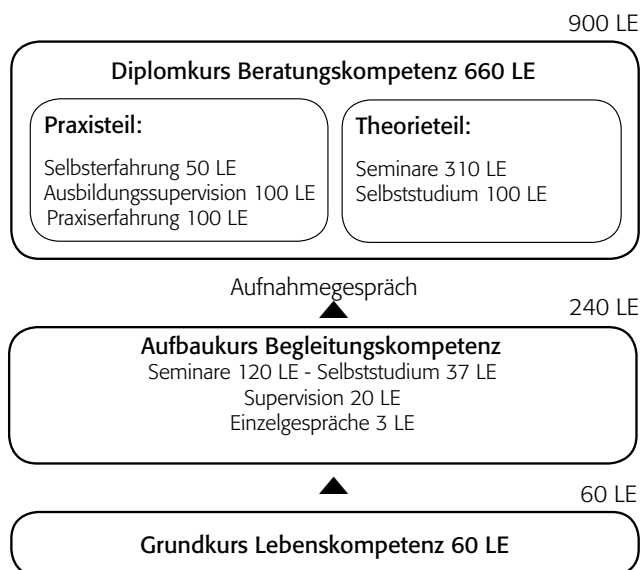 900 LE
Diplomkurs Beratungskompetenz 660 LE
Praxisteil:
Selbsterfahrung 50 LE
Ausbildungssupervision 100 LE
Praxiserfahrung 100 LE
Theorieteil:
Seminare 310 LE
Selbststudium 100 LE
Aufnahmegespräch
240 LE
Aufbaukurs Begleitungskompetenz
Seminare 120 LE - Selbststudium 37 LE
Supervision 20 LE
Einzelgespräche 3 LE
60 LE
Grundkurs Lebenskompetenz 60 LE